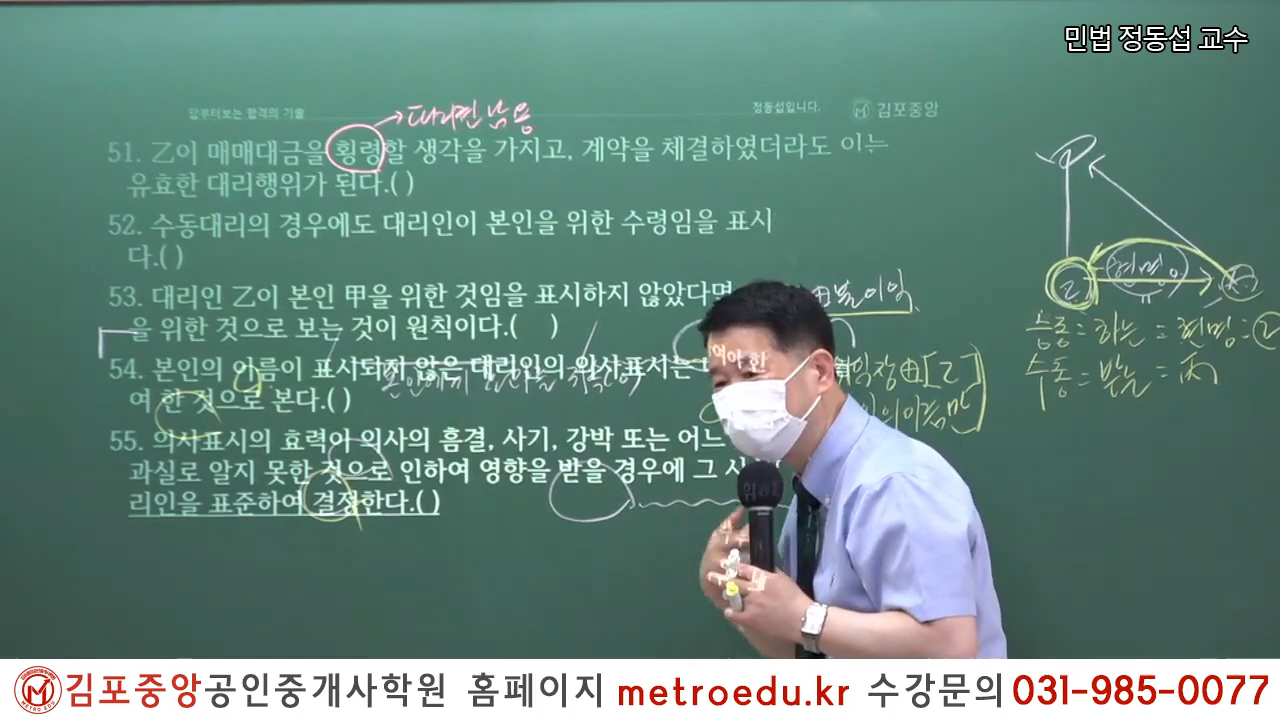 민법 정동섭 교수
답부터보는 합격의 기술
정동섭입니다.
김포중앙
대리권 남용
51. 乙이 매매대금을 횡령할 생각을 가지고, 계약을 체결하였더라도 이는
유효한 대리행위가 된다.( )
52. 수동대리의 경우에도 대리인이 본인을 위한 수령임을 표시
다.( )
53. 대리인 乙이 본인 甲을 위한 것임을 표시하지 않았다면
을 위한 것으로 보는 것이 원칙이다.( )
54. 본인의 이름이 표시되지 않은 대리인의 의사표시는
여 한 것으로 본다.( )
55. 의사표시의 효력이 의사의 흠결, 사기, 강박 또는 어느
과실로 알지 못한 것으로 인하여 영향을 받을 경우에 그 사
리인을 표준하여 결정한다.( )
현명
乙
능동=하는=현명=乙
수동=받는=丙
김포중앙공인중개사학원 홈페이지 metroedu.kr 수강문의 031-985-0077
METRO EDU